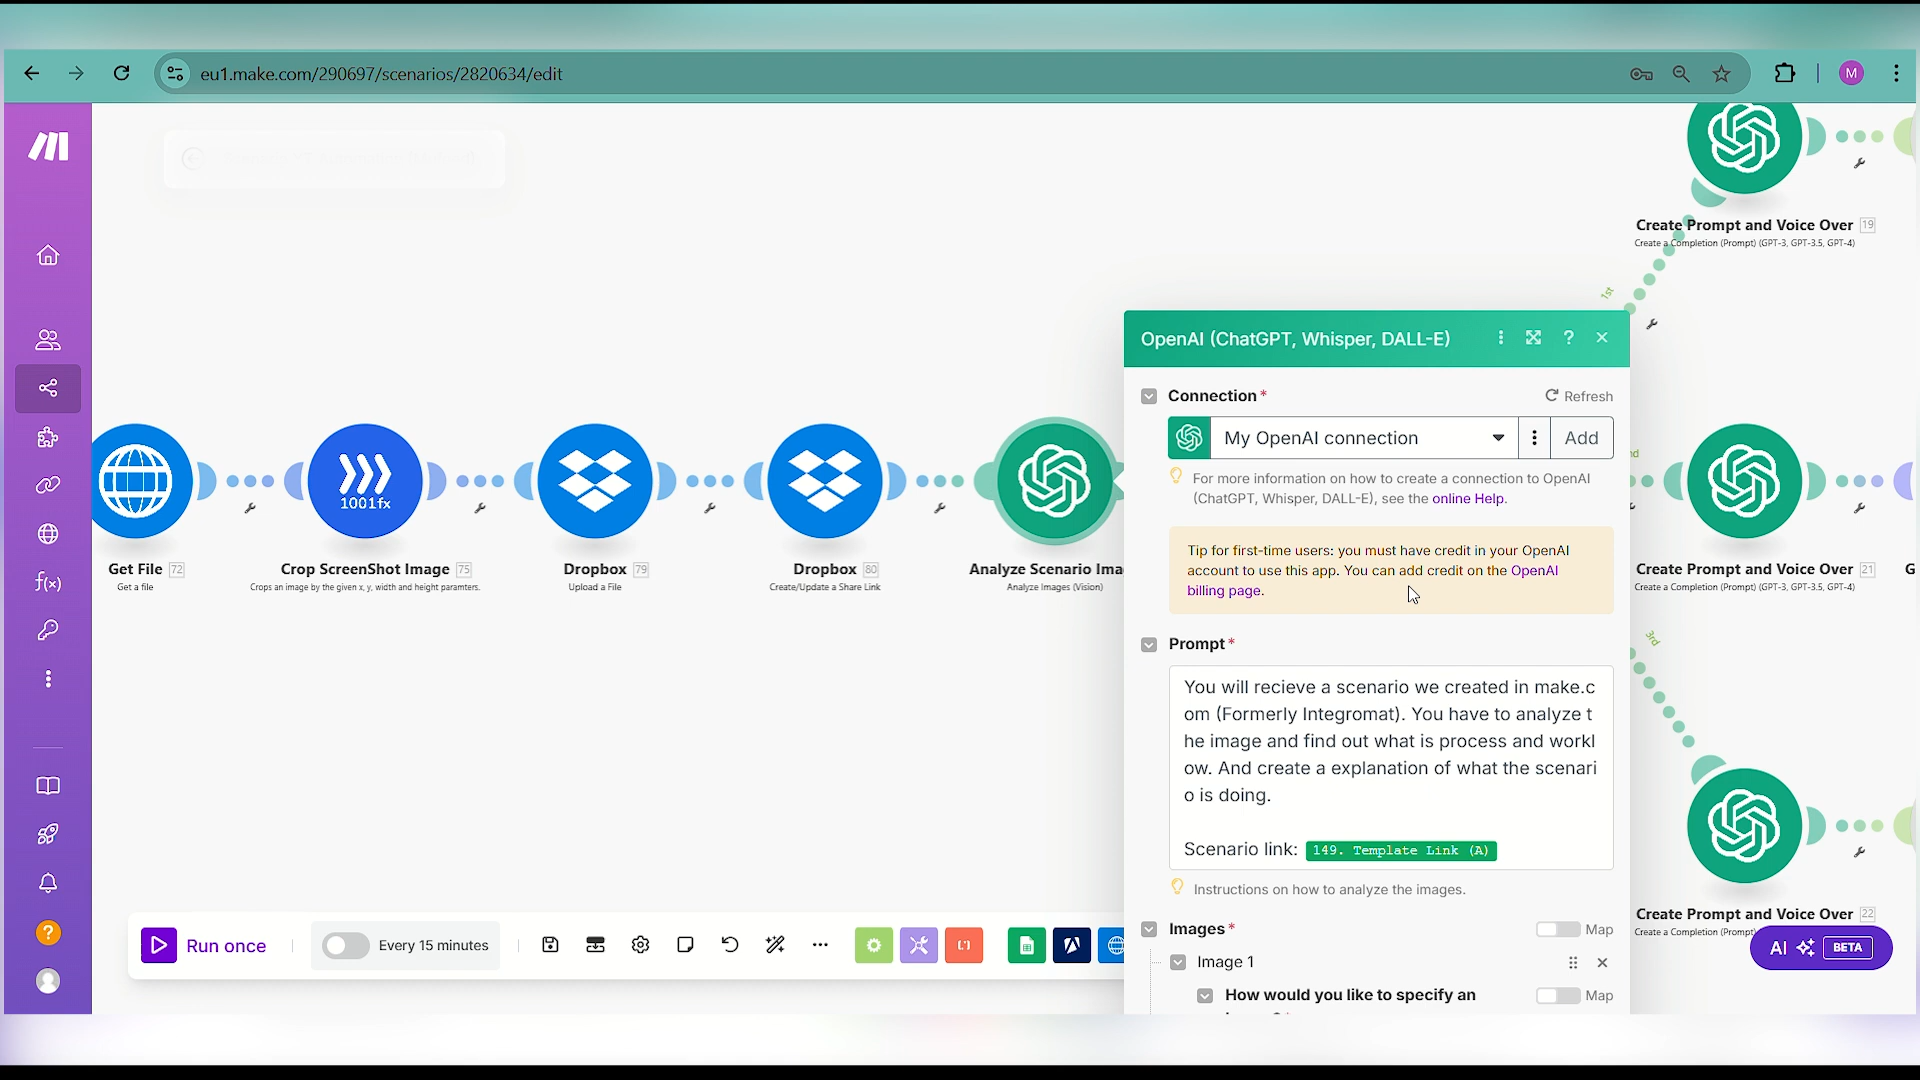 eu1.make.com/290697/scenarios/2820634/edit
M
Create Prompt and Voice Over 19
Create a Completion (Prompt) (GPT-3, GPT-3.5, GPT-4)
1st
OpenAI (ChatGPT, Whisper, DALL-E)
Connection*
Refresh
My OpenAI connection
Add
For more information on how to create a connection to OpenAI
(ChatGPT, Whisper, DALL-E), see the online Help.
Tip for first-time users: you must have credit in your OpenAI
account to use this app. You can add credit on the OpenAI
billing page.
1001fx
Get File 72
Get a file
Crop ScreenShot Image 75
Crops an image by the given x, y, width and height paramters.
Dropbox 79
Upload a File
Dropbox 80
Create/Update a Share Link
Analyze Scenario Ima
Analyze Images (Vision)
nd
Create Prompt and Voice Over 21
Create a Completion (Prompt) (GPT-3, GPT-3.5, GPT-4)
G
3rd
Prompt*
You will recieve a scenario we created in make.c
om (Formerly Integromat). You have to analyze t
he image and find out what is process and workl
ow. And create a explanation of what the scenari
o is doing.
Scenario link: 149. Template Link (A)
Instructions on how to analyze the images.
Images*
Map
Image 1
How would you like to specify an
Map
Create Prompt and Voice Over 22
Create a Completion (Prompt)
AI BETA
Run once
Every 15 minutes